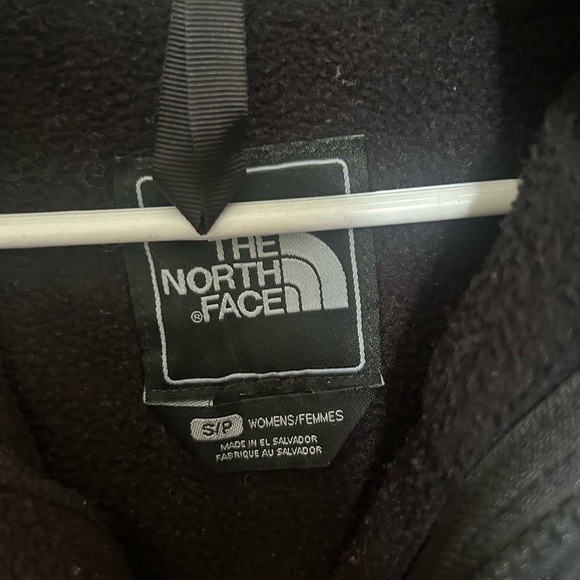 THE
NORTH
®FACE
S/P WOMENS/FEMMES
MADE IN EL SALVADOR
FABRIQUE AU SALVADOR